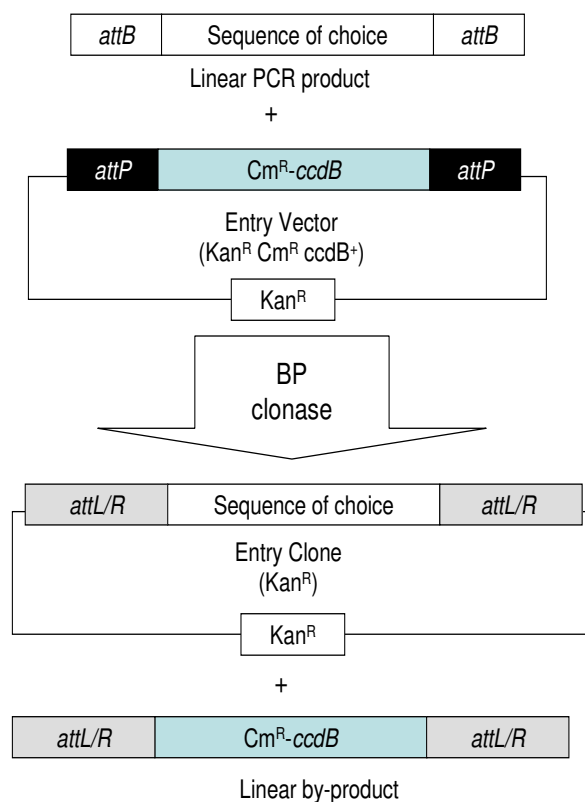 attB Sequence of choice attB
Linear PCR product
+
attP Cmᴿ-ccdB attP
Entry Vector
(Kanᴿ Cmᴿ ccdB⁺)
Kanᴿ
BP
clonase
attL/R Sequence of choice attL/R
Entry Clone
(Kanᴿ)
Kanᴿ
+
attL/R Cmᴿ-ccdB attL/R
Linear by-product